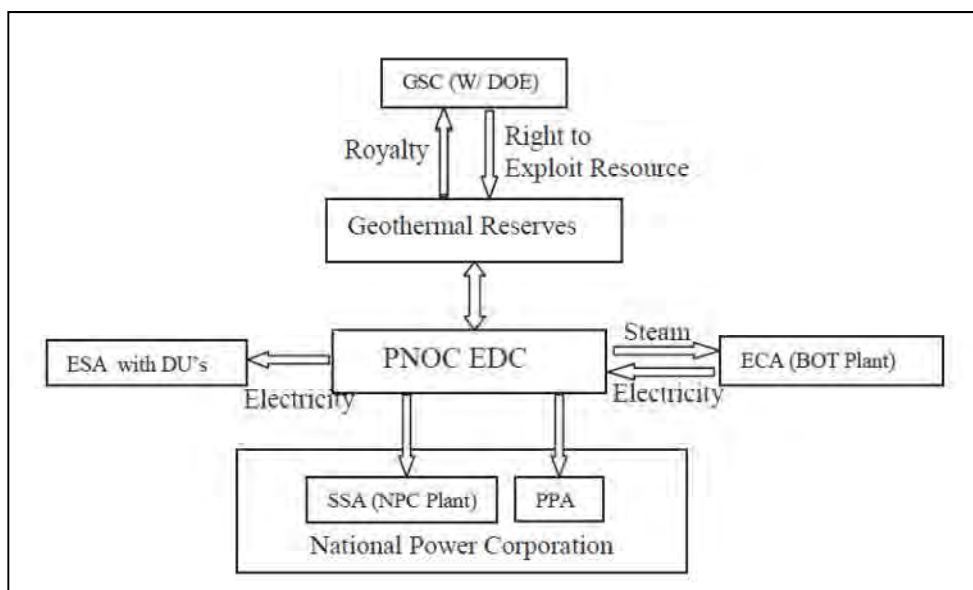 GSC (W/ DOE)
Royalty
Right to
Exploit Resource
Geothermal Reserves
Steam
ESA with DU's
PNOC EDC
ECA (BOT Plant)
Electricity
Electricity
SSA (NPC Plant)
PPA
National Power Corporation